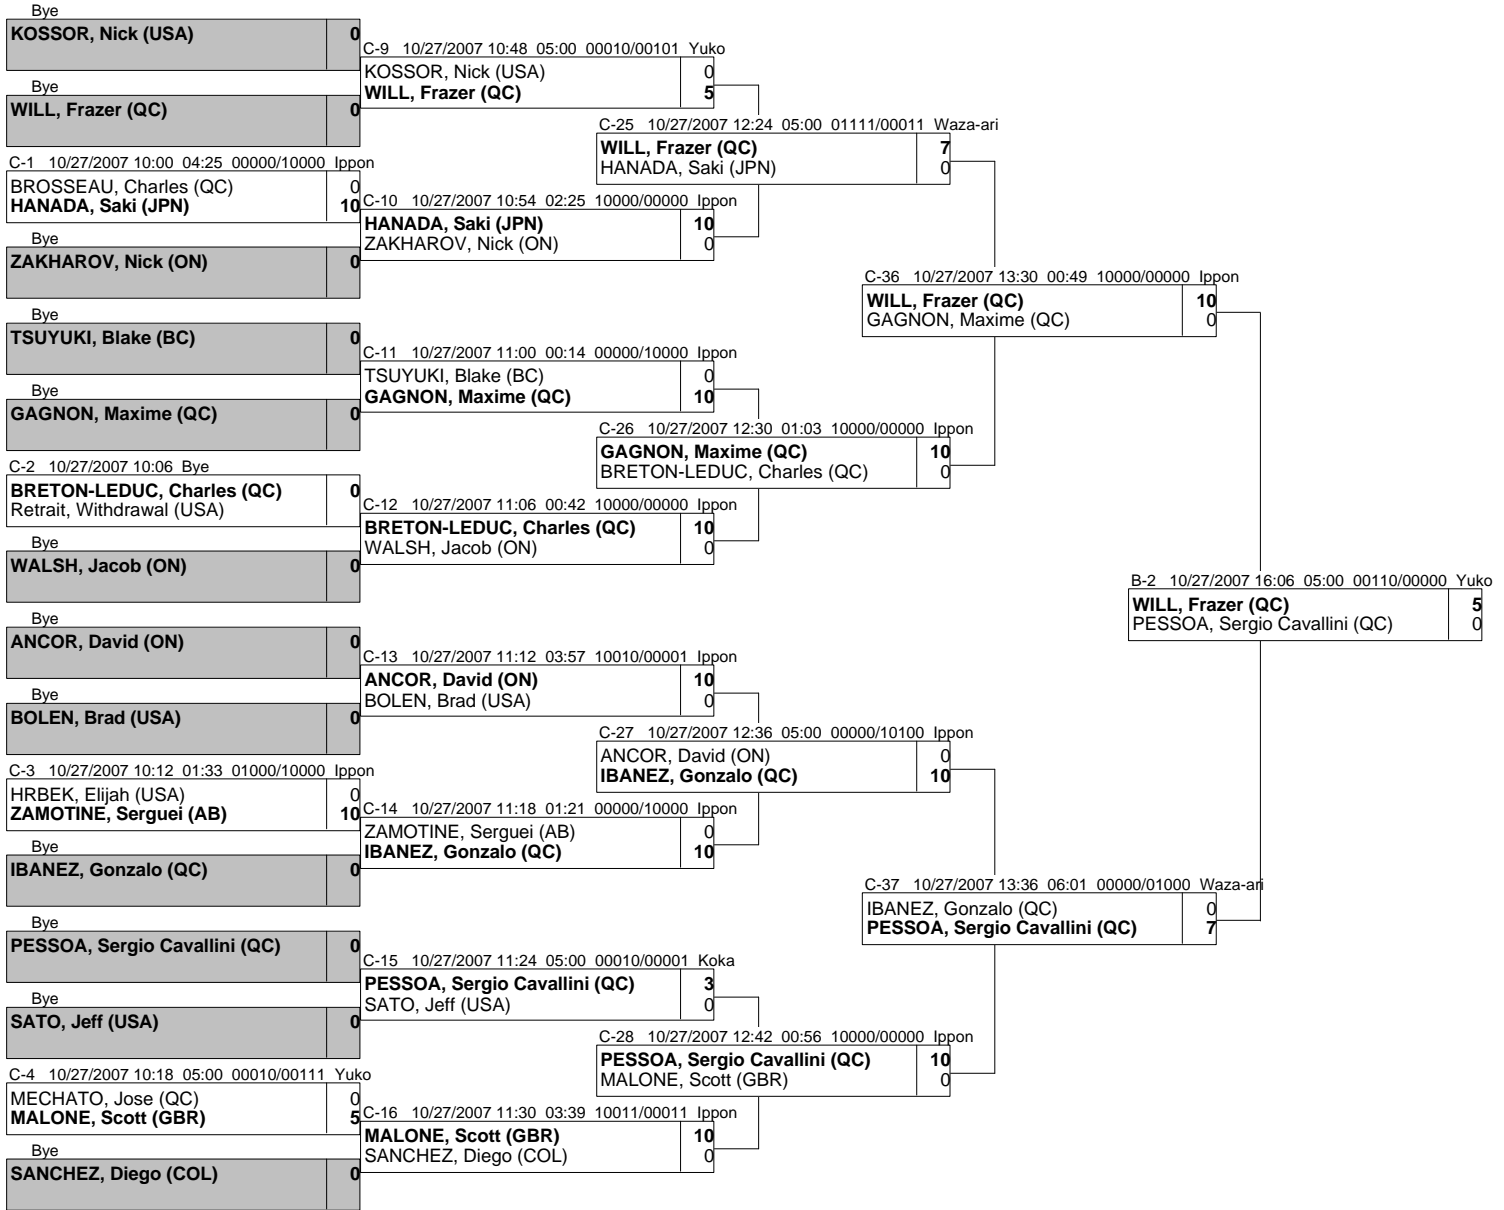 Bye
KOSSOR, Nick (USA) 0
Bye
WILL, Frazer (QC) 0
C-1 10/27/2007 10:00 04:25 00000/10000 Ippon
BROSSEAU, Charles (QC) 0
HANADA, Saki (JPN) 10
Bye
ZAKHAROV, Nick (ON) 0
Bye
TSUYUKI, Blake (BC) 0
Bye
GAGNON, Maxime (QC) 0
C-2 10/27/2007 10:06 Bye
BRETON-LEDUC, Charles (QC) 0
Retrait, Withdrawal (USA)
Bye
WALSH, Jacob (ON) 0
Bye
ANCOR, David (ON) 0
Bye
BOLEN, Brad (USA) 0
C-3 10/27/2007 10:12 01:33 01000/10000 Ippon
HRBEK, Elijah (USA) 0
ZAMOTINE, Serguei (AB) 10
Bye
IBANEZ, Gonzalo (QC) 0
Bye
PESSOA, Sergio Cavallini (QC) 0
Bye
SATO, Jeff (USA) 0
C-4 10/27/2007 10:18 05:00 00010/00111 Yuko
MECHATO, Jose (QC) 0
MALONE, Scott (GBR) 5
Bye
SANCHEZ, Diego (COL) 0
C-9 10/27/2007 10:48 05:00 00010/00101 Yuko
KOSSOR, Nick (USA) 0
WILL, Frazer (QC) 5
C-10 10/27/2007 10:54 02:25 10000/00000 Ippon
HANADA, Saki (JPN) 10
ZAKHAROV, Nick (ON) 0
C-11 10/27/2007 11:00 00:14 00000/10000 Ippon
TSUYUKI, Blake (BC) 0
GAGNON, Maxime (QC) 10
C-12 10/27/2007 11:06 00:42 10000/00000 Ippon
BRETON-LEDUC, Charles (QC) 10
WALSH, Jacob (ON) 0
C-13 10/27/2007 11:12 03:57 10010/00001 Ippon
ANCOR, David (ON) 10
BOLEN, Brad (USA) 0
C-14 10/27/2007 11:18 01:21 00000/10000 Ippon
ZAMOTINE, Serguei (AB) 0
IBANEZ, Gonzalo (QC) 10
C-15 10/27/2007 11:24 05:00 00010/00001 Koka
PESSOA, Sergio Cavallini (QC) 3
SATO, Jeff (USA) 0
C-16 10/27/2007 11:30 03:39 10011/00011 Ippon
MALONE, Scott (GBR) 10
SANCHEZ, Diego (COL) 0
C-25 10/27/2007 12:24 05:00 01111/00011 Waza-ari
WILL, Frazer (QC) 7
HANADA, Saki (JPN) 0
C-26 10/27/2007 12:30 01:03 10000/00000 Ippon
GAGNON, Maxime (QC) 10
BRETON-LEDUC, Charles (QC) 0
C-27 10/27/2007 12:36 05:00 00000/10100 Ippon
ANCOR, David (ON) 0
IBANEZ, Gonzalo (QC) 10
C-28 10/27/2007 12:42 00:56 10000/00000 Ippon
PESSOA, Sergio Cavallini (QC) 10
MALONE, Scott (GBR) 0
C-36 10/27/2007 13:30 00:49 10000/00000 Ippon
WILL, Frazer (QC) 10
GAGNON, Maxime (QC) 0
C-37 10/27/2007 13:36 06:01 00000/01000 Waza-ari
IBANEZ, Gonzalo (QC) 0
PESSOA, Sergio Cavallini (QC) 7
B-2 10/27/2007 16:06 05:00 00110/00000 Yuko
WILL, Frazer (QC) 5
PESSOA, Sergio Cavallini (QC) 0